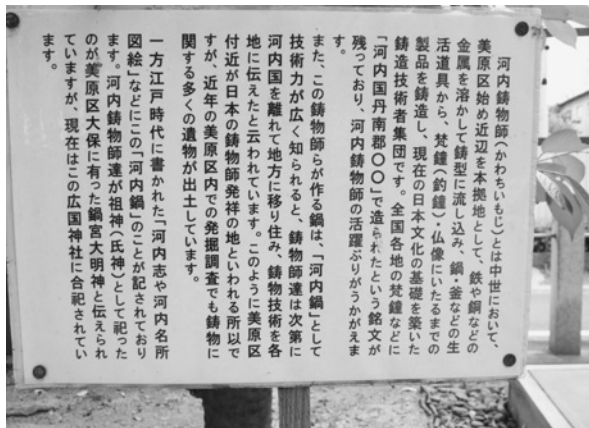 河内鋳物師(かわちいもじ)とは中世において、
美原区始め近辺を本拠地として、鉄や銅などの
金属を溶かして鋳型に流し込み、鍋・釜などの生
活道具から、梵鐘(釣鐘)・仏像にいたるまでの
製品を鋳造し、現在の日本文化の基礎を築いた
鋳造技術者集団です。全国各地の梵鐘などに
「河内国丹南郡〇〇」で造られたという銘文が
残っており、河内鋳物師の活躍ぶりがうかがえま
す。
また、この鋳物師らが作る鍋は、「河内鍋」として
技術力が広く知られると、鋳物師達は次第に
河内国を離れて地方に移り住み、鋳物技術を各
地に伝えたと云われています。このように美原区
付近が日本の鋳物師発祥の地といわれる所以で
すが、近年の美原区内での発掘調査でも鋳物に
関する多くの遺物が出土しています。
一方江戸時代に書かれた「河内志や河内名所
図絵」などにこの「河内鍋」のことが記されており
ます。河内鋳物師達が祖神(氏神)として祀った
のが美原区大保に有った鍋宮大明神と伝えられ
ていますが、現在はこの広国神社に合祀されてい
ます。